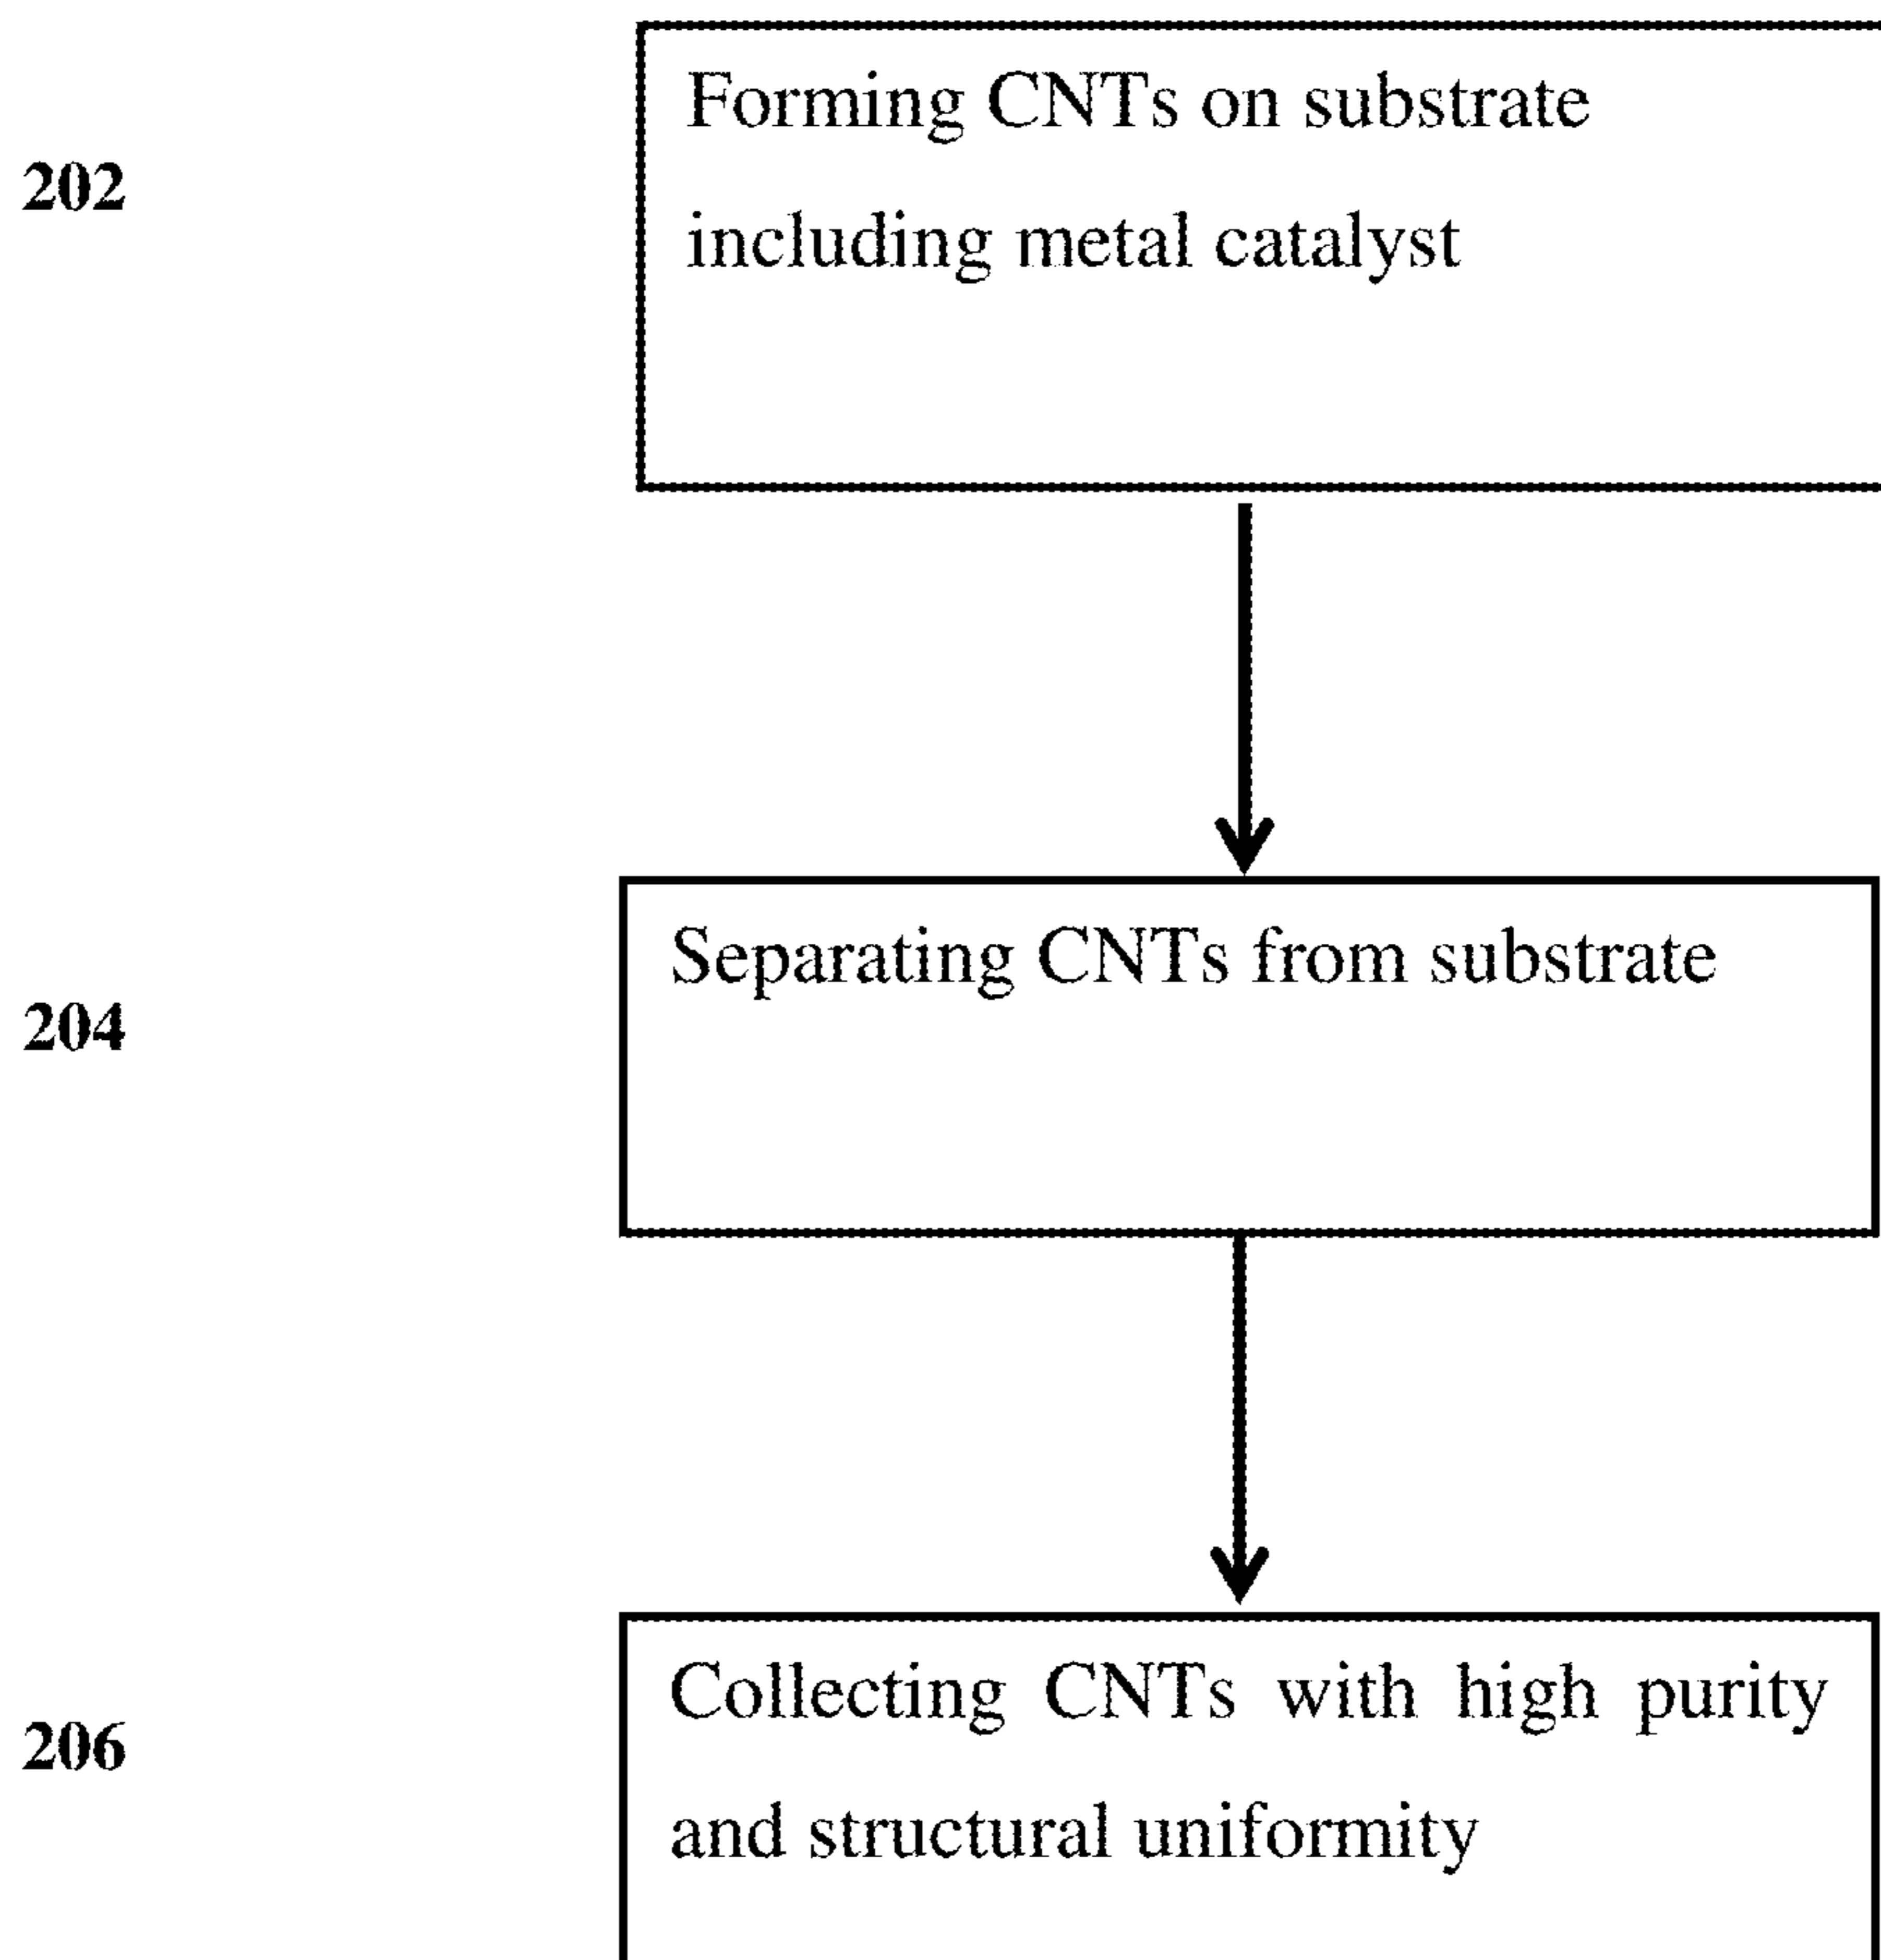 Forming CNTs on substrate
202
including metal catalyst
Separating CNTs from substrate
204
Collecting CNTs with high purity
206
and structural uniformity